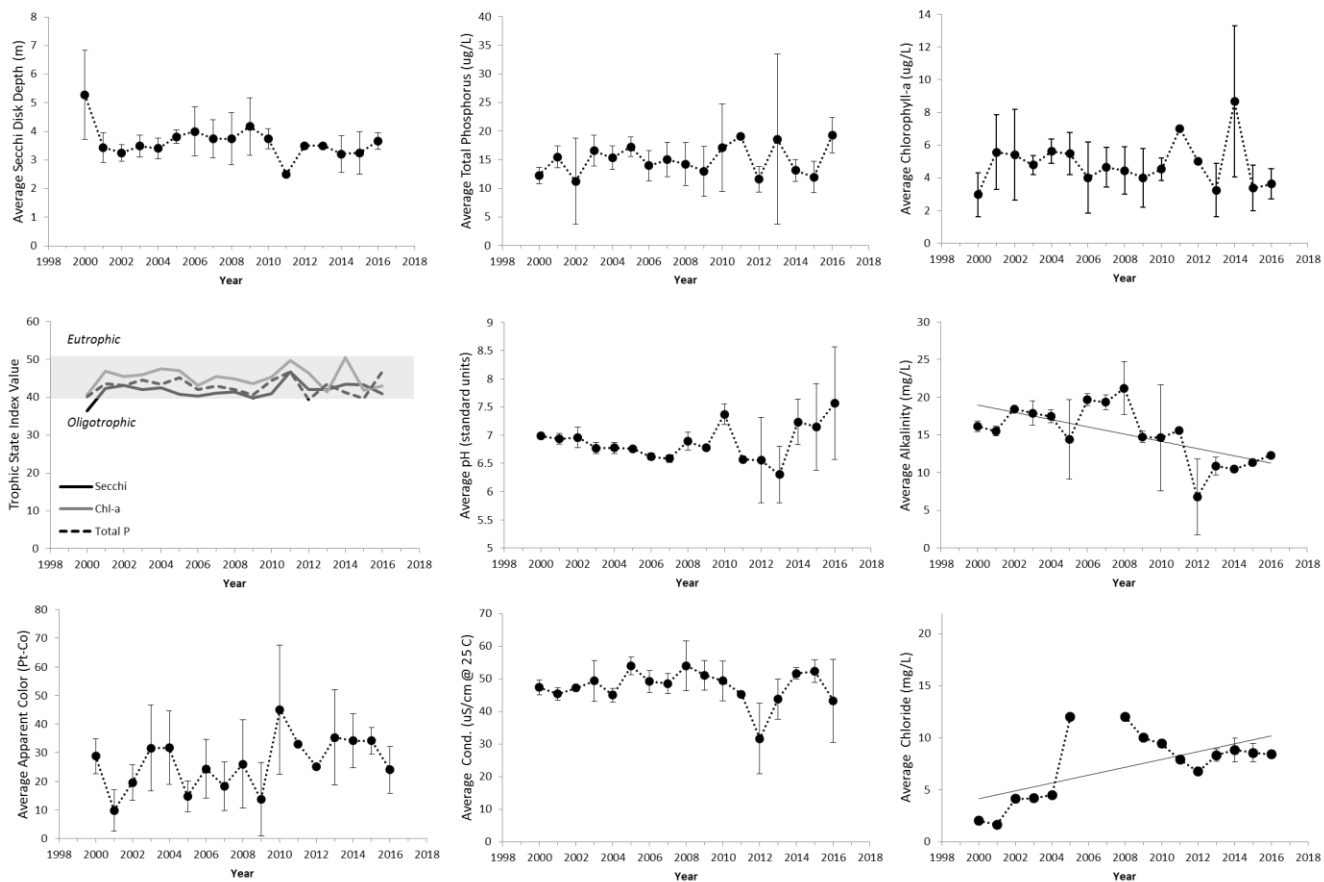 Average Secchi Disk Depth (m)
8
7
6
5
4
3
2
1
0
1998 2000 2002 2004 2006 2008 2010 2012 2014 2016 2018
Year
Average Total Phosphorus (ug/L)
40
35
30
25
20
15
10
5
0
1998 2000 2002 2004 2006 2008 2010 2012 2014 2016 2018
Year
Average Chlorophyll-a (ug/L)
14
12
10
8
6
4
2
0
1998 2000 2002 2004 2006 2008 2010 2012 2014 2016 2018
Year
Trophic State Index Value
60
50
40
30
20
10
0
Eutrophic
Oligotrophic
Secchi
Chl-a
Total P
1998 2000 2002 2004 2006 2008 2010 2012 2014 2016 2018
Year
Average pH (standard units)
9
8.5
8
7.5
7
6.5
6
5.5
5
1998 2000 2002 2004 2006 2008 2010 2012 2014 2016 2018
Year
Average Alkalinity (mg/L)
30
25
20
15
10
5
0
1998 2000 2002 2004 2006 2008 2010 2012 2014 2016 2018
Year
Average Apparent Color (Pt-Co)
80
70
60
50
40
30
20
10
0
1998 2000 2002 2004 2006 2008 2010 2012 2014 2016 2018
Year
Average Cond. (uS/cm @ 25 C)
70
60
50
40
30
20
10
0
1998 2000 2002 2004 2006 2008 2010 2012 2014 2016 2018
Year
Average Chloride (mg/L)
20
15
10
5
0
1998 2000 2002 2004 2006 2008 2010 2012 2014 2016 2018
Year